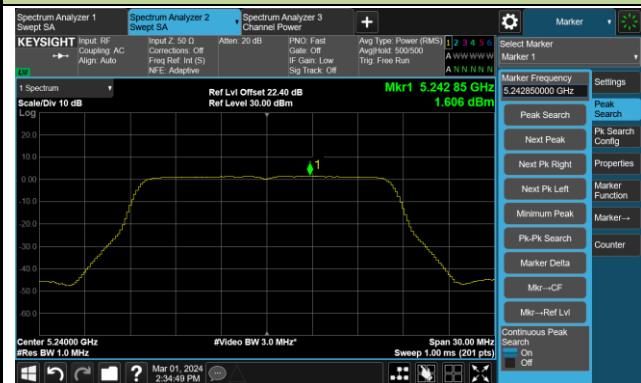 Spectrum Analyzer 1
Swept SA
Spectrum Analyzer 2
Swept SA
Spectrum Analyzer 3
Channel Power
Marker
KEYSIGHT
Input: RF
Coupling: AC
Align: Auto
Input Z: 50 Ω
Corrections: Off
Freq Ref: Int (S)
NFE: Adaptive
Atten: 20 dB
PNO: Fast
Gate: Off
IF Gain: Low
Sig Track: Off
Avg Type: Power (RMS)
Avg|Hold: 500/500
Trig: Free Run
1 2 3 4 5 6
A W W W W W
A N N N N N
LXI
Select Marker
Marker 1
1 Spectrum
Scale/Div 10 dB
Log
Ref Lvl Offset 22.40 dB
Ref Level 30.00 dBm
Mkr1 5.242 85 GHz
1.606 dBm
20.0
10.0
0.00
-10.0
-20.0
-30.0
-40.0
-50.0
-60.0
1
Center 5.24000 GHz
#Res BW 1.0 MHz
#Video BW 3.0 MHz*
Span 30.00 MHz
Sweep 1.00 ms (201 pts)
Marker Frequency
5.242850000 GHz
Peak Search
Next Peak
Next Pk Right
Next Pk Left
Minimum Peak
Pk-Pk Search
Marker Delta
Mkr→CF
Mkr→Ref Lvl
Continuous Peak
Search
On
Off
Settings
Peak
Search
Pk Search
Config
Properties
Marker
Function
Marker→
Counter
?
Mar 01, 2024
2:34:49 PM